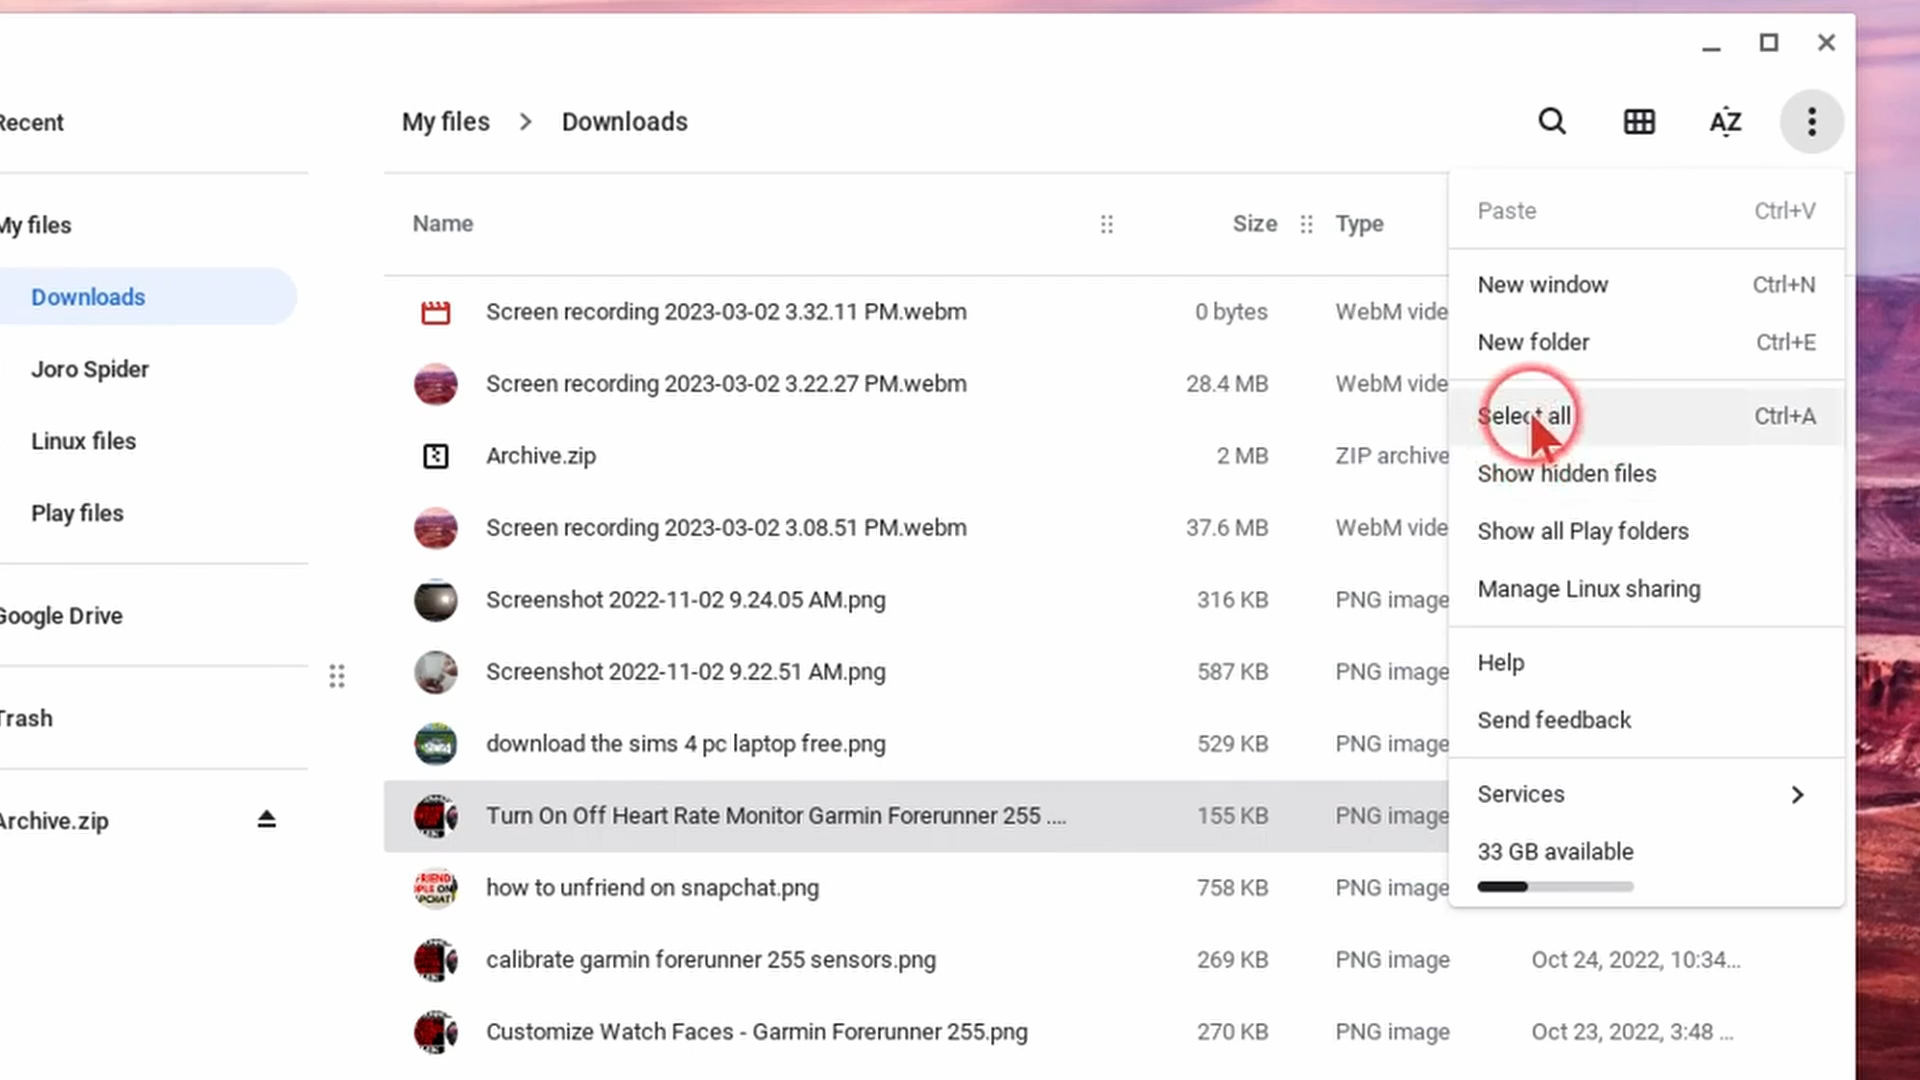 Recent
My files
Downloads
Joro Spider
Linux files
Play files
Google Drive
Trash
Archive.zip
My files > Downloads
AZ
Name Size Type
Screen recording 2023-03-02 3.32.11 PM.webm 0 bytes WebM vide
Screen recording 2023-03-02 3.22.27 PM.webm 28.4 MB WebM vide
Archive.zip 2 MB ZIP archive
Screen recording 2023-03-02 3.08.51 PM.webm 37.6 MB WebM vide
Screenshot 2022-11-02 9.24.05 AM.png 316 KB PNG image
Screenshot 2022-11-02 9.22.51 AM.png 587 KB PNG image
download the sims 4 pc laptop free.png 529 KB PNG image
Turn On Off Heart Rate Monitor Garmin Forerunner 255 .... 155 KB PNG image
how to unfriend on snapchat.png 758 KB PNG image
calibrate garmin forerunner 255 sensors.png 269 KB PNG image Oct 24, 2022, 10:34...
Customize Watch Faces - Garmin Forerunner 255.png 270 KB PNG image Oct 23, 2022, 3:48 ...
Paste Ctrl+V
New window Ctrl+N
New folder Ctrl+E
Select all Ctrl+A
Show hidden files
Show all Play folders
Manage Linux sharing
Help
Send feedback
Services
33 GB available